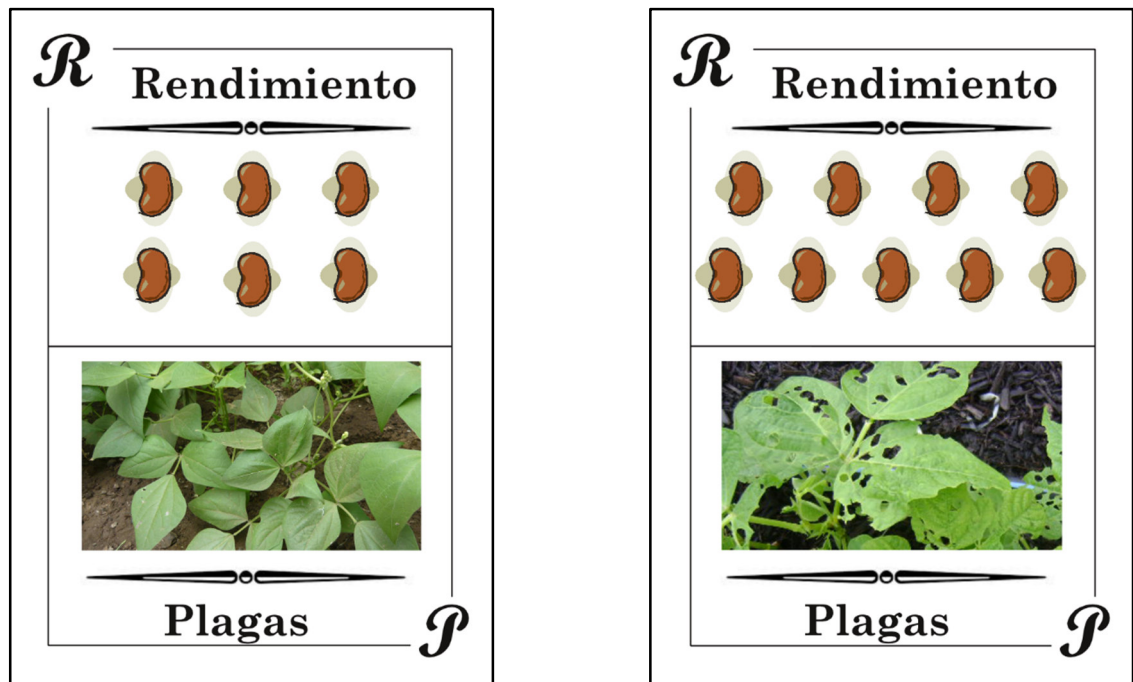 R
Rendimiento
Plagas
P
R
Rendimiento
Plagas
P